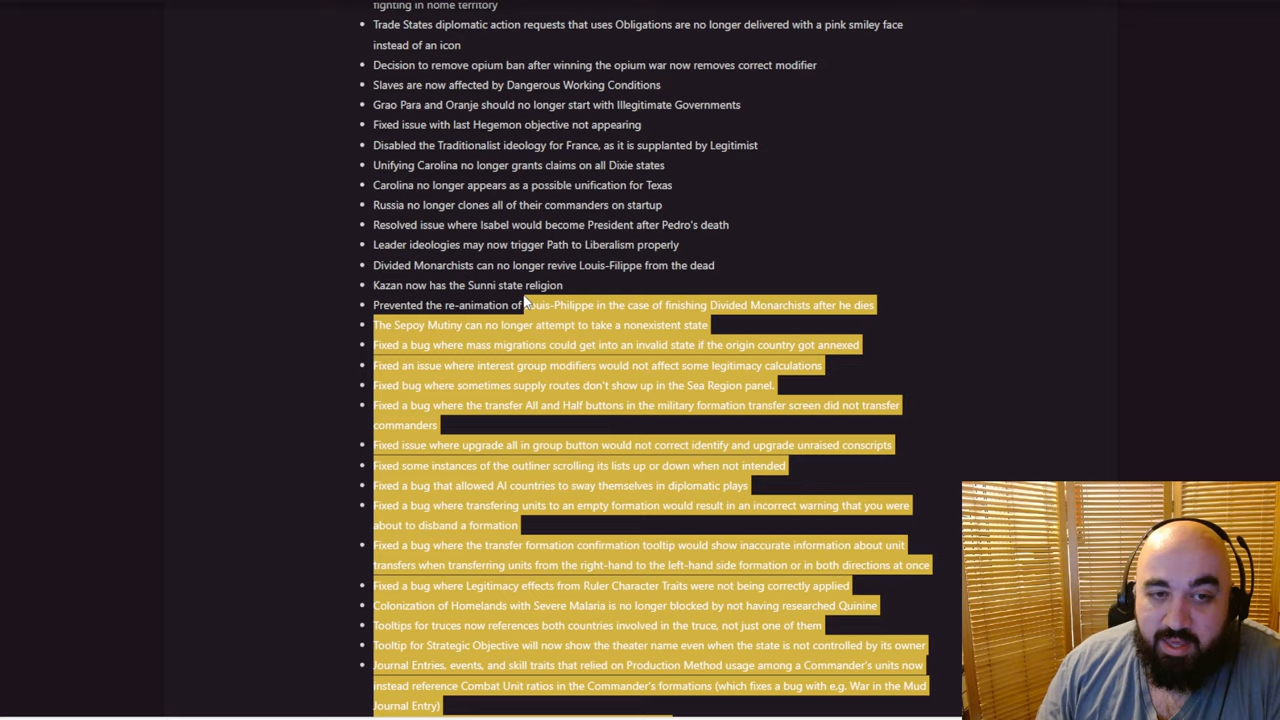 fighting in home territory
Trade States diplomatic action requests that uses Obligations are no longer delivered with a pink smiley face
instead of an icon
Decision to remove opium ban after winning the opium war now removes correct modifier
Slaves are now affected by Dangerous Working Conditions
Grao Para and Oranje should no longer start with Illegitimate Governments
Fixed issue with last Hegemon objective not appearing
Disabled the Traditionalist ideology for France, as it is supplanted by Legitimist
Unifying Carolina no longer grants claims on all Dixie states
Carolina no longer appears as a possible unification for Texas
Russia no longer clones all of their commanders on startup
Resolved issue where Isabel would become President after Pedro's death
Leader ideologies may now trigger Path to Liberalism properly
Divided Monarchists can no longer revive Louis-Filippe from the dead
Kazan now has the Sunni state religion
Prevented the re-animation of Louis-Philippe in the case of finishing Divided Monarchists after he dies
The Sepoy Mutiny can no longer attempt to take a nonexistent state
Fixed a bug where mass migrations could get into an invalid state if the origin country got annexed
Fixed an issue where interest group modifiers would not affect some legitimacy calculations
Fixed bug where sometimes supply routes don't show up in the Sea Region panel.
Fixed a bug where the transfer All and Half buttons in the military formation transfer screen did not transfer
commanders
Fixed issue where upgrade all in group button would not correct identify and upgrade unraised conscripts
Fixed some instances of the outliner scrolling its lists up or down when not intended
Fixed a bug that allowed AI countries to sway themselves in diplomatic plays
Fixed a bug where transfering units to an empty formation would result in an incorrect warning that you were
about to disband a formation
Fixed a bug where the transfer formation confirmation tooltip would show inaccurate information about unit
transfers when transferring units from the right-hand to the left-hand side formation or in both directions at once
Fixed a bug where Legitimacy effects from Ruler Character Traits were not being correctly applied
Colonization of Homelands with Severe Malaria is no longer blocked by not having researched Quinine
Tooltips for truces now references both countries involved in the truce, not just one of them
Tooltip for Strategic Objective will now show the theater name even when the state is not controlled by its owner
Journal Entries, events, and skill traits that relied on Production Method usage among a Commander's units now
instead reference Combat Unit ratios in the Commander's formations (which fixes a bug with e.g. War in the Mud
Journal Entry)